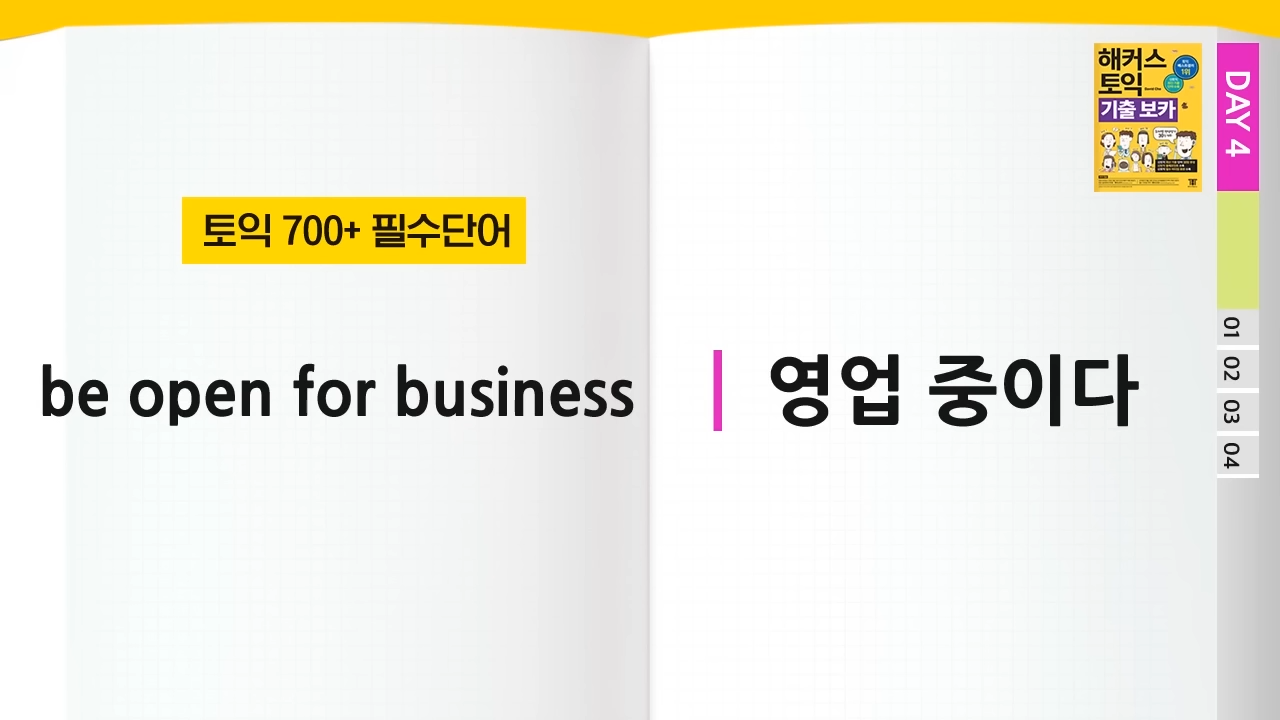 해커스
토익
기출 보카
DAY 4
토익 700+ 필수단어
be open for business
영업 중이다
01
02
03
04